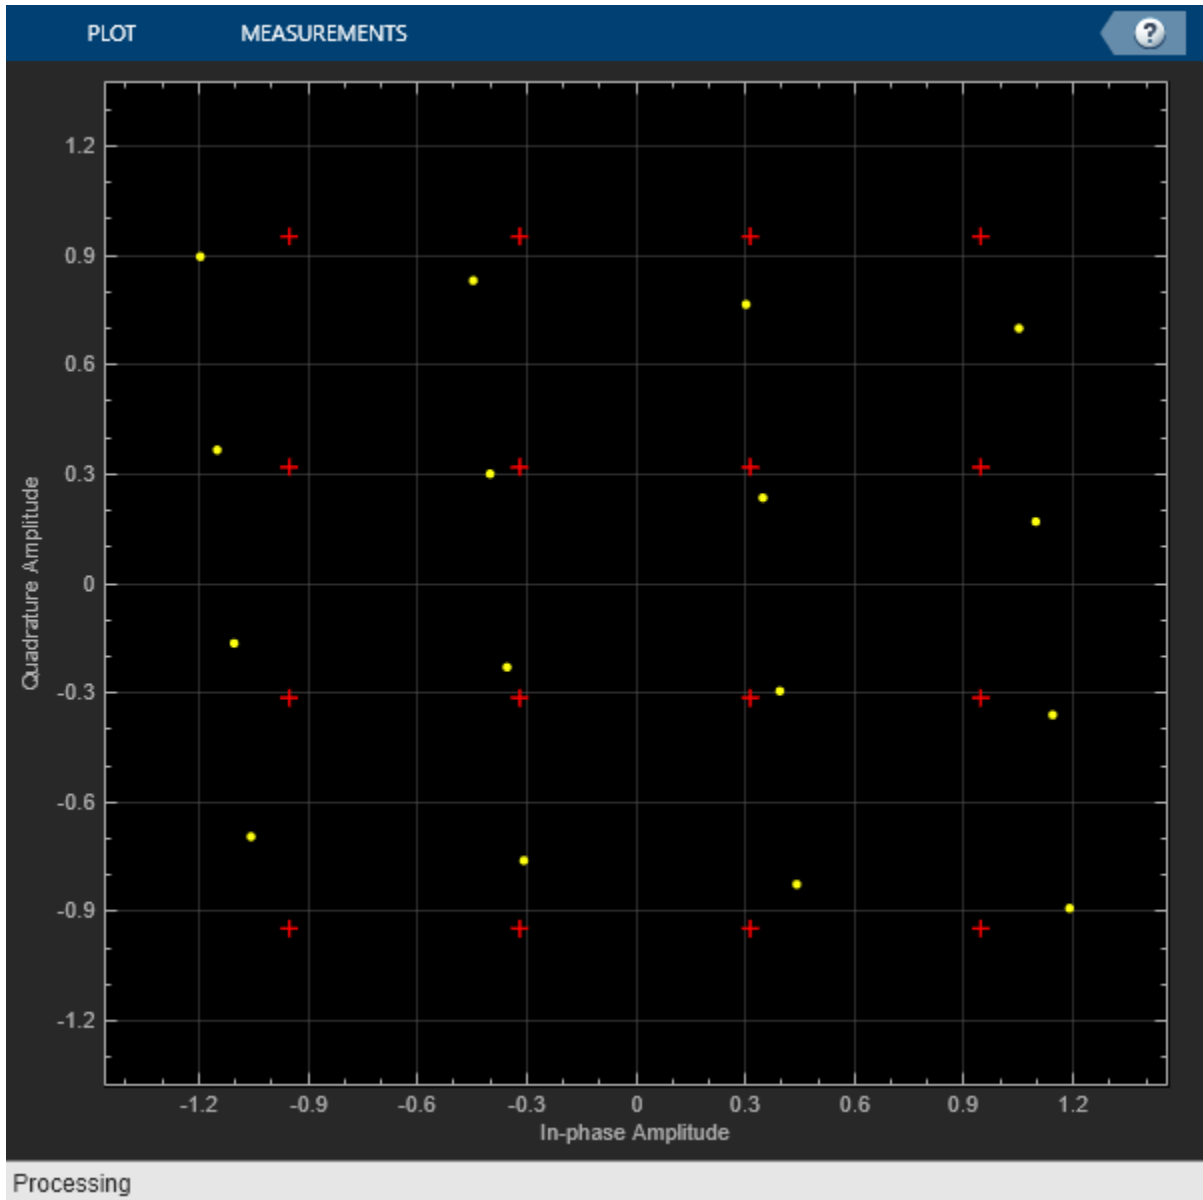 PLOT MEASUREMENTS ?
1.2
0.9
0.6
0.3
0
-0.3
-0.6
-0.9
-1.2
Quadrature Amplitude
-1.2 -0.9 -0.6 -0.3 0 0.3 0.6 0.9 1.2
In-phase Amplitude
Processing